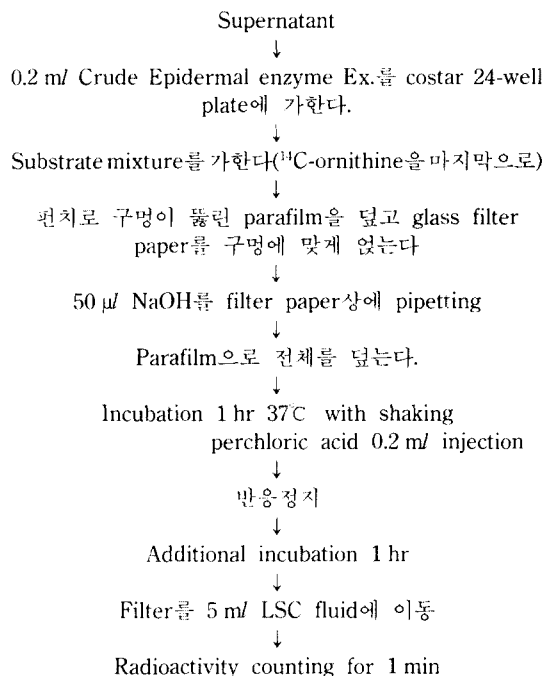 Supernatant
↓
0.2 ml Crude Epidermal enzyme Ex.를 costar 24-well
plate에 가한다.
↓
Substrate mixture를 가한다(¹⁴C-ornithine을 마지막으로)
↓
펀치로 구멍이 뚫린 parafilm을 덮고 glass filter
paper를 구멍에 맞게 얹는다
↓
50 μl NaOH를 filter paper상에 pipetting
↓
Parafilm으로 전체를 덮는다.
↓
Incubation 1 hr 37℃ with shaking
perchloric acid 0.2 ml injection
↓
반응정지
↓
Additional incubation 1 hr
↓
Filter를 5 ml LSC fluid에 이동
↓
Radioactivity counting for 1 min